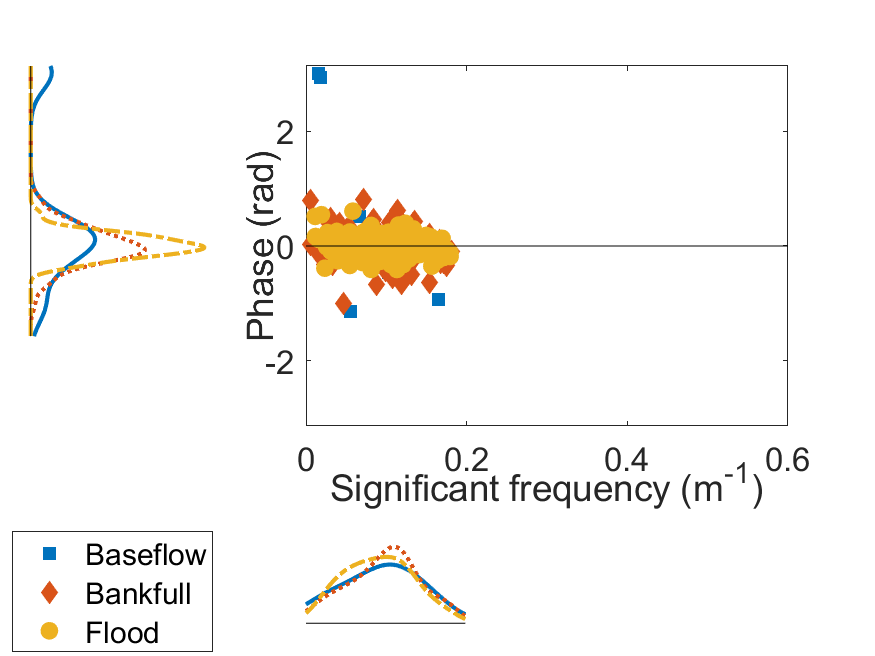 2
0
-2
Phase (rad)
0 0.2 0.4 0.6
Significant frequency (m-1)
Baseflow
Bankfull
Flood